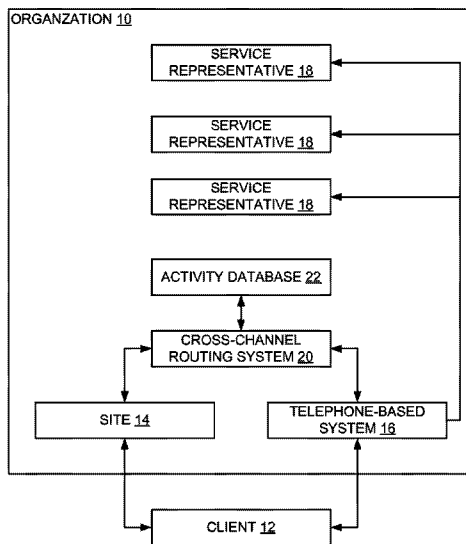 ORGANZATION 10
SERVICE
REPRESENTATIVE 18
SERVICE
REPRESENTATIVE 18
SERVICE
REPRESENTATIVE 18
ACTIVITY DATABASE 22
CROSS-CHANNEL
ROUTING SYSTEM 20
SITE 14
TELEPHONE-BASED
SYSTEM 16
CLIENT 12